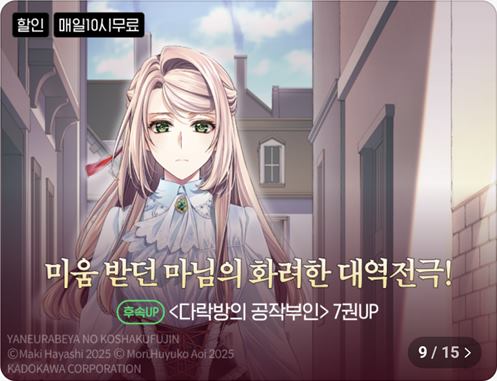 할인 매일10시무료
미움 받던 마님의 화려한 대역전극!
후속UP <다락방의 공작부인> 7권UP
YANEURABEYA NO KOSHAKUFUJIN
©Maki Hayashi 2025 © Mori.Huyuko Aoi 2025
KADOKAWA CORPORATION
9 / 15 >